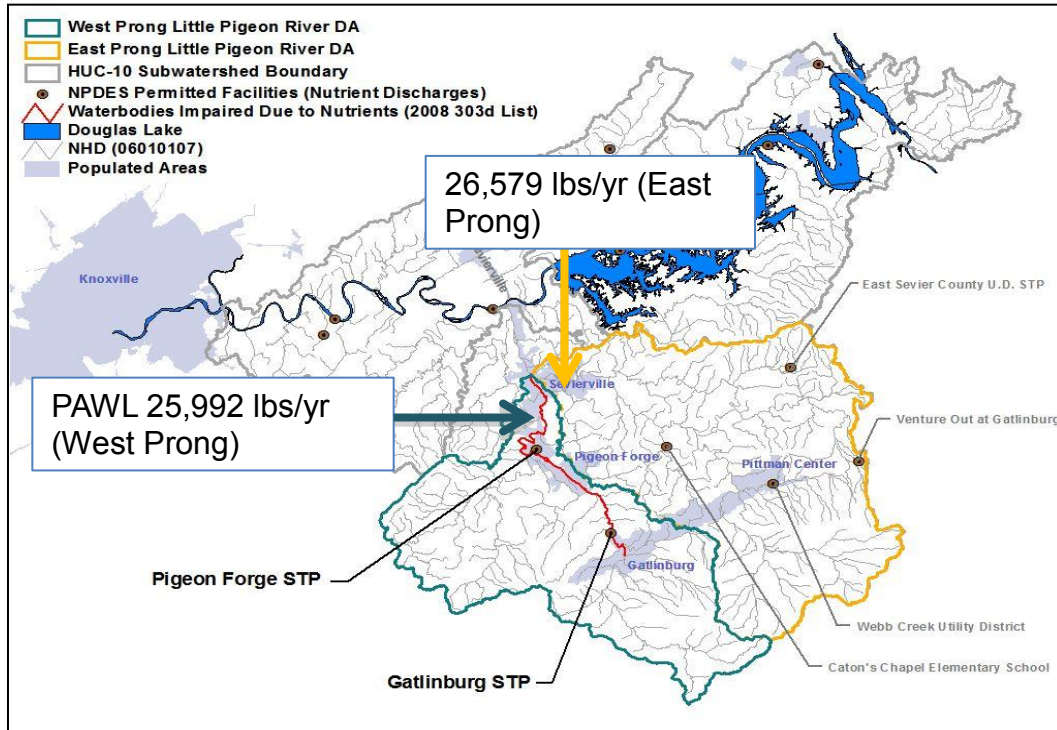 West Prong Little Pigeon River DA
East Prong Little Pigeon River DA
HUC-10 Subwatershed Boundary
NPDES Permitted Facilities (Nutrient Discharges)
Waterbodies Impaired Due to Nutrients (2008 303d List)
Douglas Lake
NHD (06010107)
Populated Areas
26,579 lbs/yr (East
Prong)
Knoxville
East Sevier County U.D. STP
PAWL 25,992 lbs/yr
(West Prong)
Sevierville
Venture Out at Gatlinburg
Pigeon Forge
Pittman Center
Pigeon Forge STP
Gatlinburg
Webb Creek Utility District
Caton's Chapel Elementary School
Gatlinburg STP